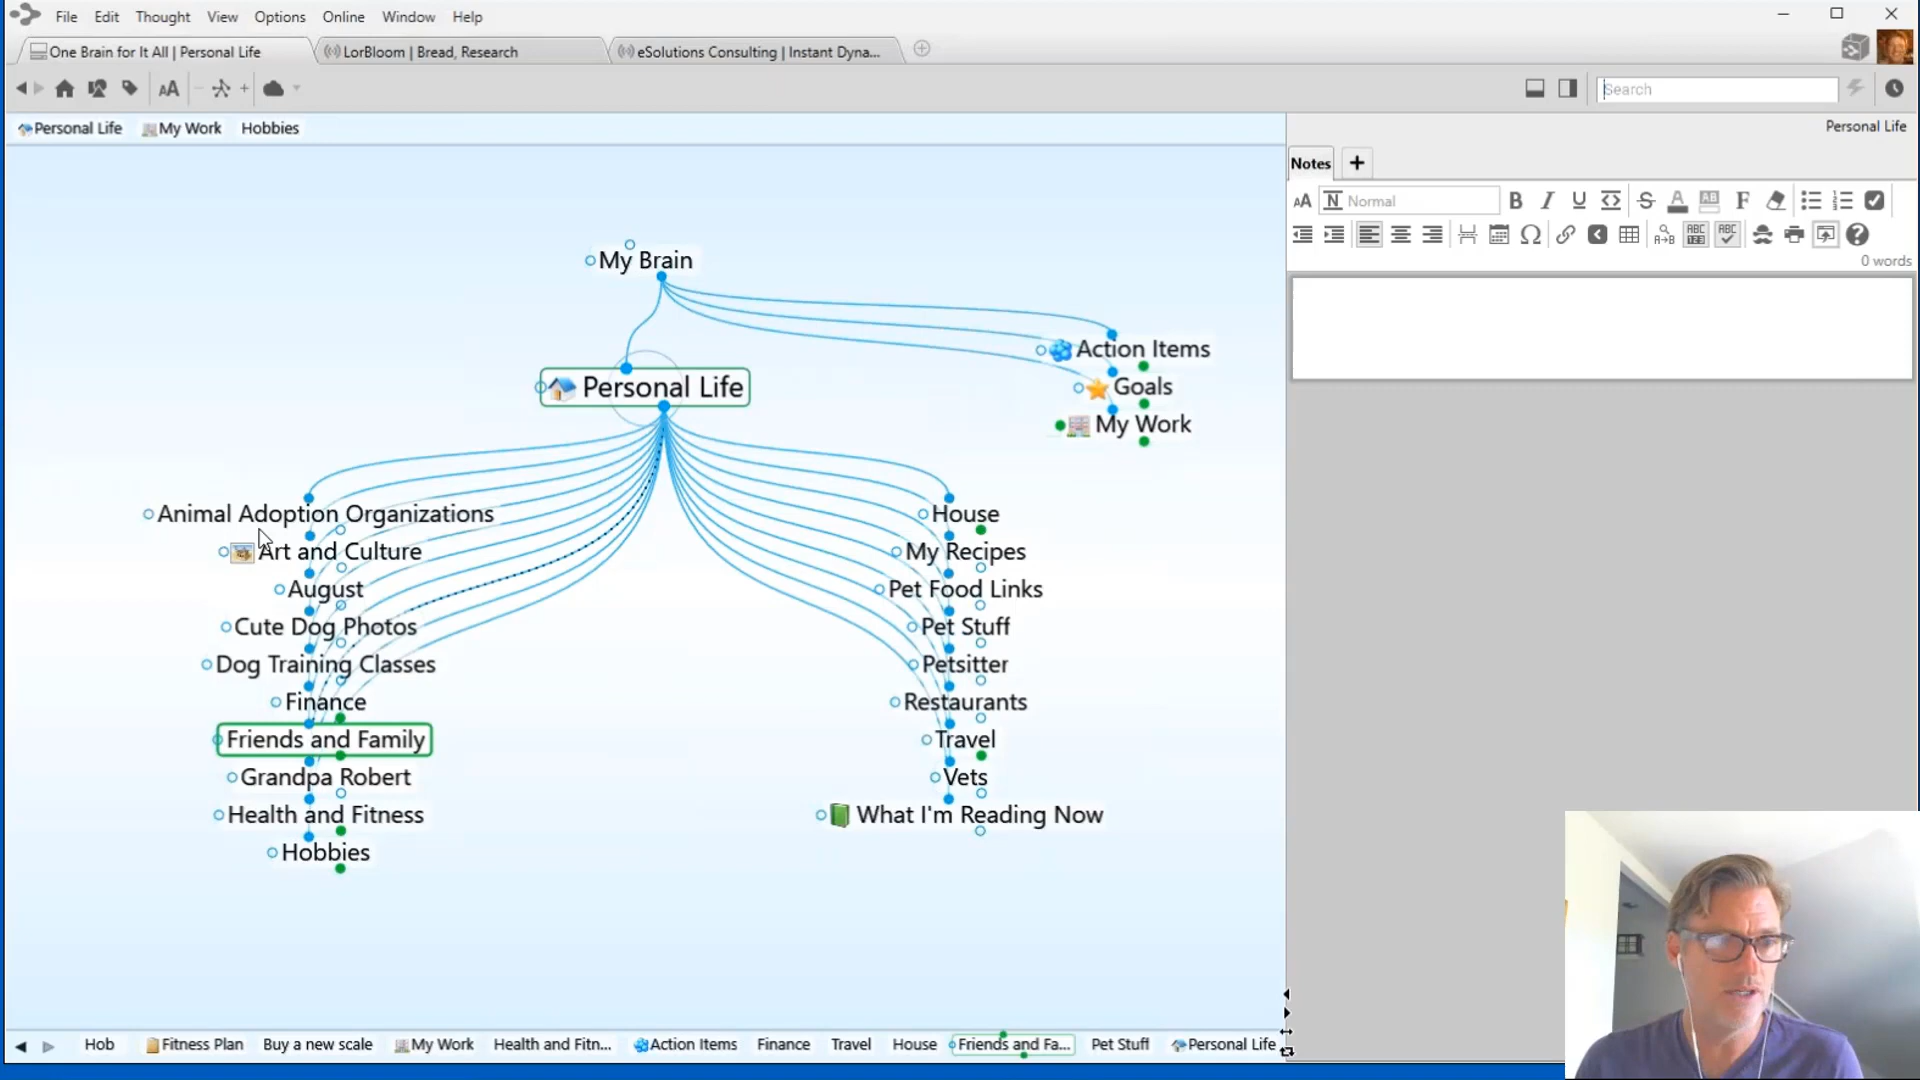 File Edit Thought View Options Online Window Help
One Brain for It All | Personal Life
LorBloom | Bread, Research
eSolutions Consulting | Instant Dyna...
AA
Search
Personal Life My Work Hobbies
Personal Life
Notes
AA N Normal B I U S A AB F
ABC ABC
0 words
My Brain
Action Items
Goals
My Work
Personal Life
Animal Adoption Organizations
Art and Culture
August
Cute Dog Photos
Dog Training Classes
Finance
Friends and Family
Grandpa Robert
Health and Fitness
Hobbies
House
My Recipes
Pet Food Links
Pet Stuff
Petsitter
Restaurants
Travel
Vets
What I'm Reading Now
Hob Fitness Plan Buy a new scale My Work Health and Fitn... Action Items Finance Travel House Friends and Fa... Pet Stuff Personal Life